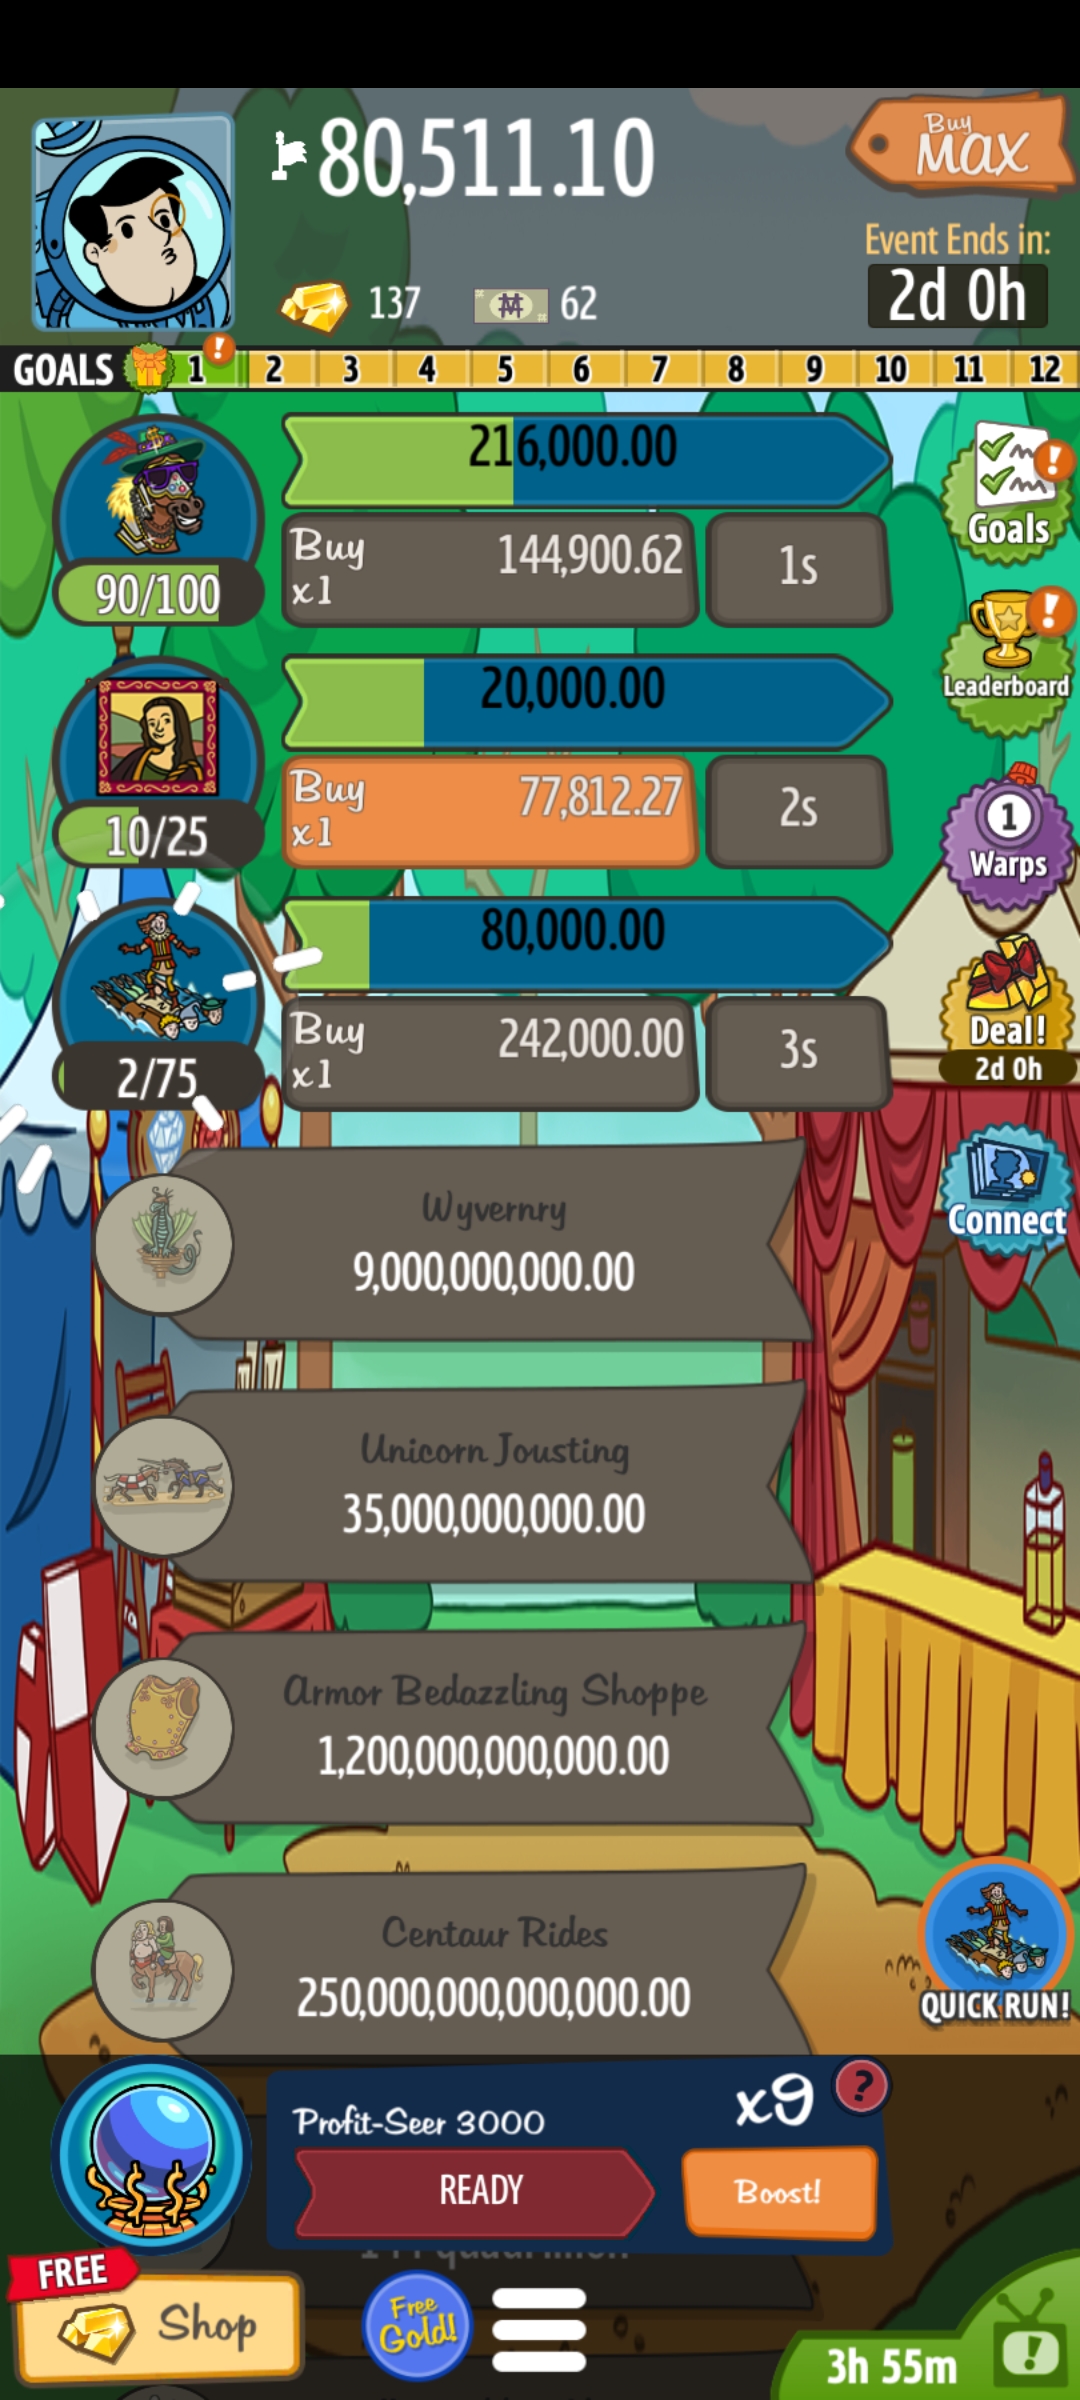 80,511.10
Buy
MAX
137
62
Event Ends in:
2d 0h
GOALS 1 ! 2 3 4 5 6 7 8 9 10 11 12
216,000.00
Buy
x1
144,900.62
1s
90/100
!
Goals
20,000.00
Buy
x1
77,812.27
2s
10/25
!
Leaderboard
1
Warps
80,000.00
Buy
x1
242,000.00
3s
2/75
Deal!
2d 0h
Connect
Wyvernry
9,000,000,000.00
Unicorn Jousting
35,000,000,000.00
Armor Bedazzling Shoppe
1,200,000,000,000.00
Centaur Rides
250,000,000,000,000.00
QUICK RUN!
Profit-Seer 3000
x9
?
READY
Boost!
FREE
Shop
Free
Gold!
3h 55m
!